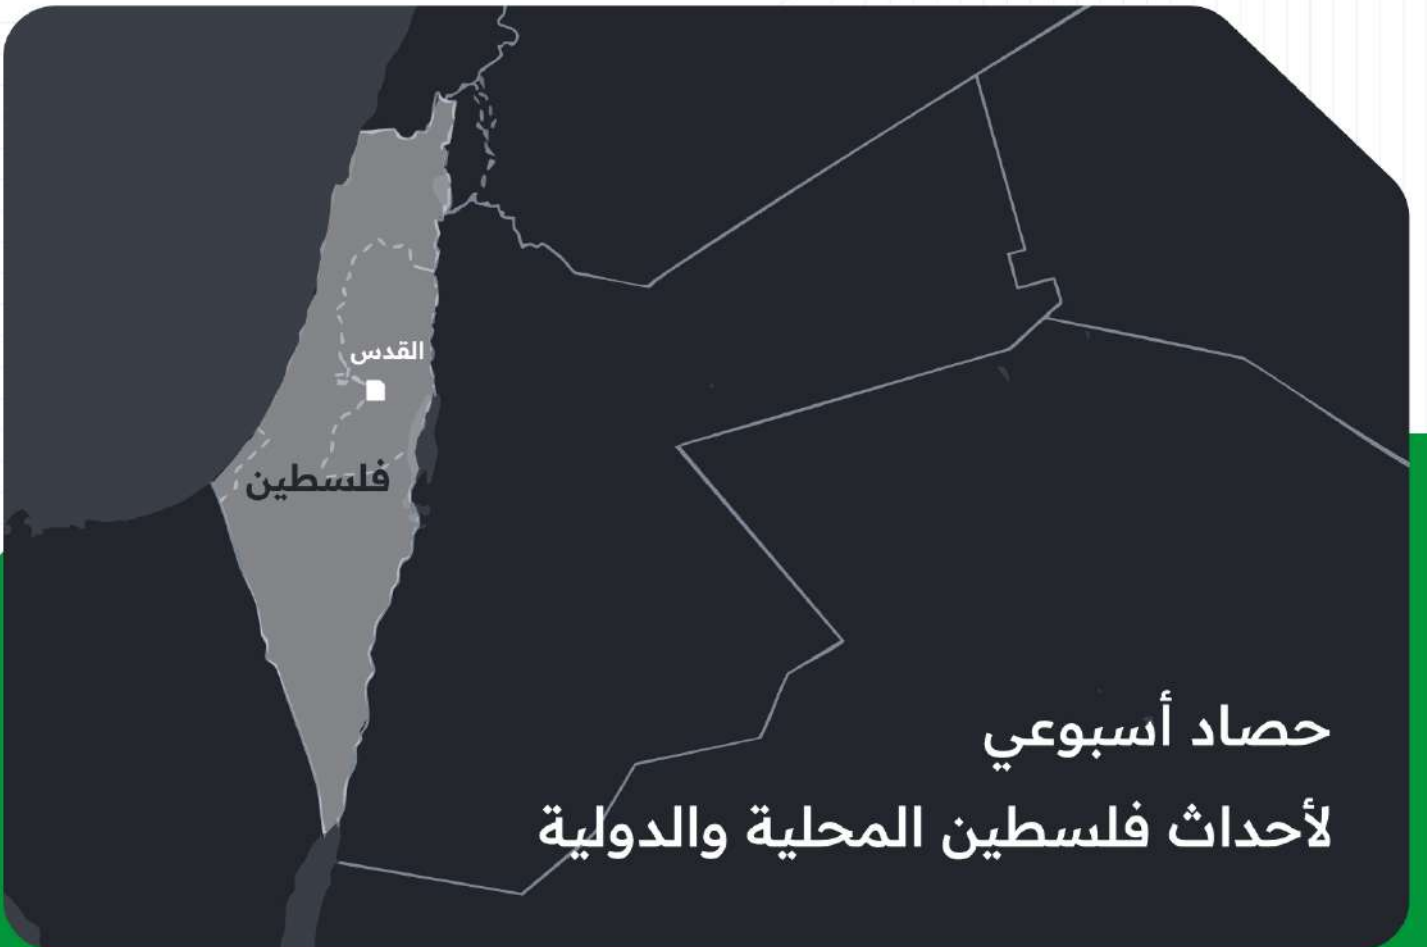 القدس
فلسطين
حصاد أسبوعي
لأحداث فلسطين المحلية والدولية